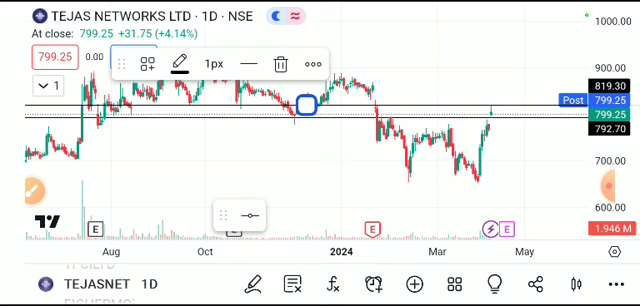 TEJAS NETWORKS LTD · 1D · NSE
At close: 799.25 +31.75 (+4.14%)
1000.00
799.25 0.00
1px
900.00
1
819.30
Post 799.25
799.25
792.70
700.00
600.00
E E E E
1.946 M
Aug Oct 2024 Mar May
TEJASNET 1D